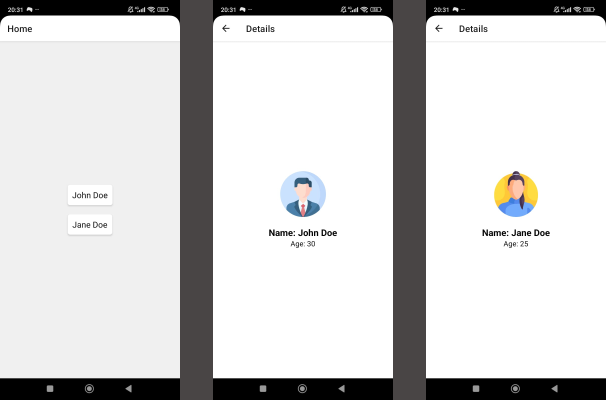 20:31
Home
John Doe
Jane Doe
20:31
Details
Name: John Doe
Age: 30
20:31
Details
Name: Jane Doe
Age: 25